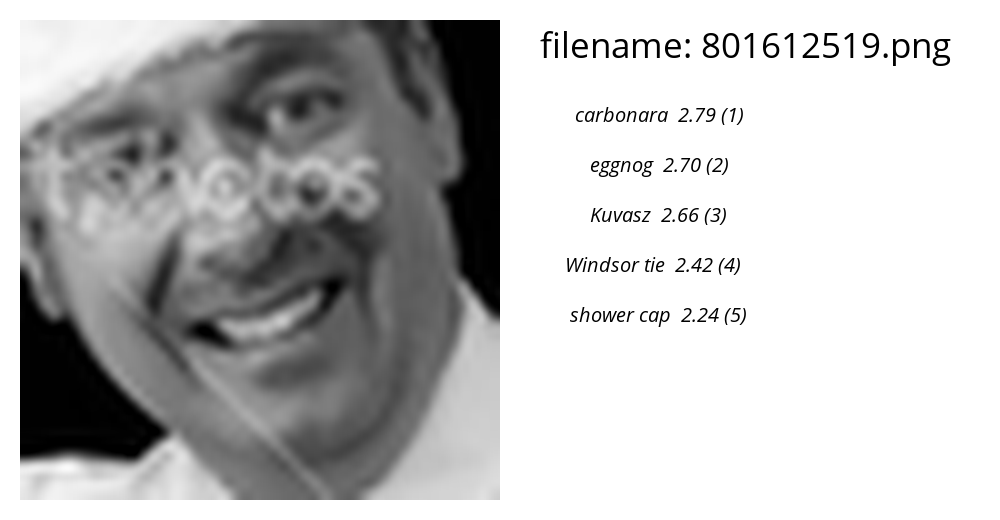 filename: 801612519.png
carbonara 2.79 (1)
eggnog 2.70 (2)
Kuvasz 2.66 (3)
Windsor tie 2.42 (4)
shower cap 2.24 (5)